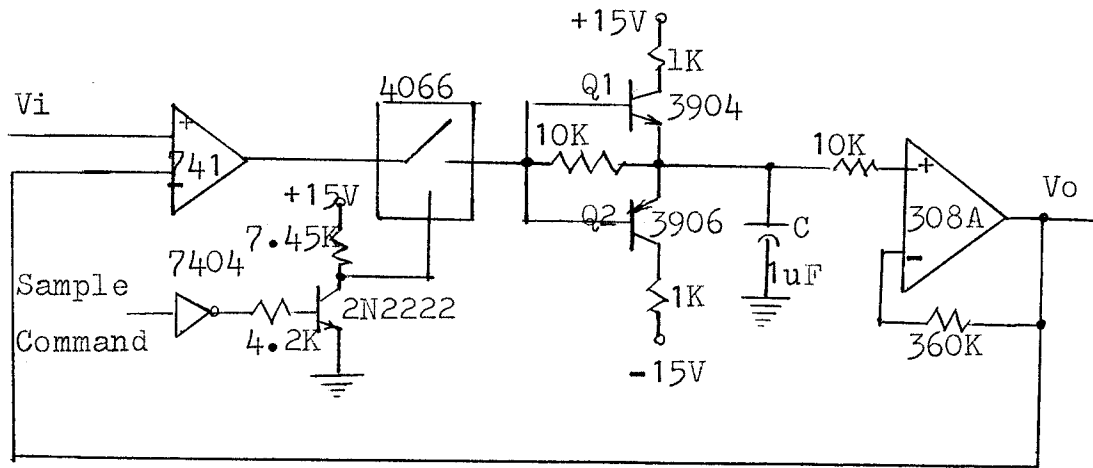 +15V
1K
4066
Q1
3904
Vi
+
741
-
10K
10K
+
Vo
+15V
308A
-
Q2
3906
C
7.45K
7404
1uF
Sample
Command
2N2222
4.2K
1K
360K
-15V